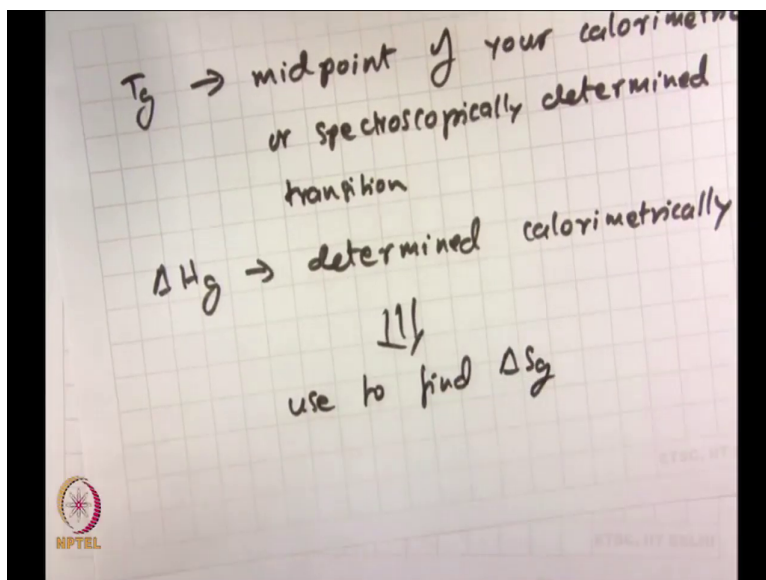 Tg → midpoint of your calorimetric
or spectroscopically determined
transition
ΔHg → determined calorimetrically
use to find ΔSg
NPTEL